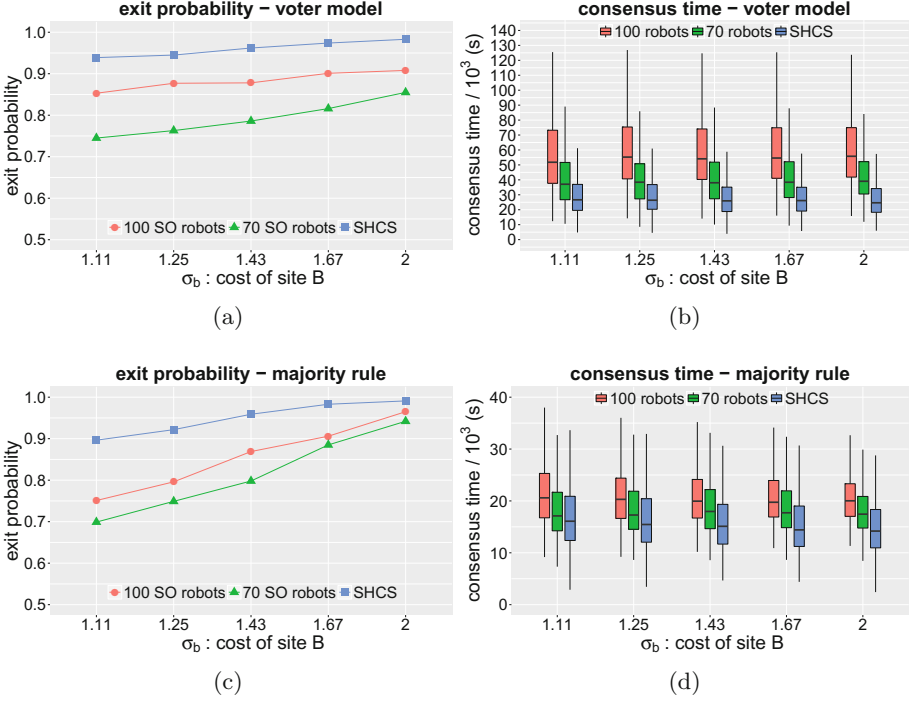 exit probability − voter model
exit probability
1.0
0.9
0.8
0.7
0.6
0.5
100 SO robots 70 SO robots SHCS
1.11 1.25 1.43 1.67 2
σb : cost of site B
(a)
consensus time − voter model
consensus time / 10³ (s)
100 robots 70 robots SHCS
140
130
120
110
100
90
80
70
60
50
40
30
20
10
0
1.11 1.25 1.43 1.67 2
σb : cost of site B
(b)
exit probability − majority rule
exit probability
1.0
0.9
0.8
0.7
0.6
0.5
100 SO robots 70 SO robots SHCS
1.11 1.25 1.43 1.67 2
σb : cost of site B
(c)
consensus time − majority rule
consensus time / 10³ (s)
100 robots 70 robots SHCS
40
30
20
10
0
1.11 1.25 1.43 1.67 2
σb : cost of site B
(d)